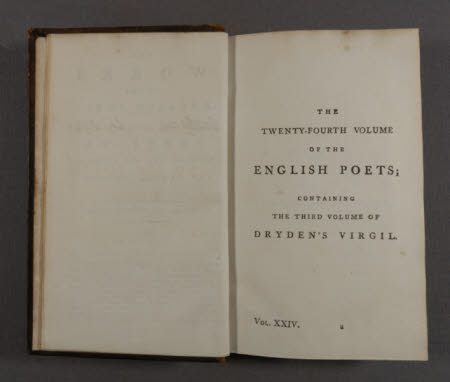 THE
TWENTY-FOURTH VOLUME
OF THE
ENGLISH POETS;
CONTAINING
THE THIRD VOLUME OF
DRYDEN'S VIRGIL.
VOL. XXIV. a